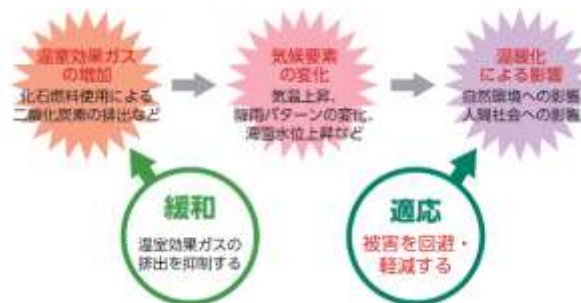 温室効果ガス
の増加
化石燃料使用による
二酸化炭素の排出など
気候要素
の変化
気温上昇、
降雨パターンの変化、
海面水位上昇など
温暖化
による影響
自然環境への影響
人間社会への影響
緩和
温室効果ガスの
排出を抑制する
適応
被害を回避・
軽減する